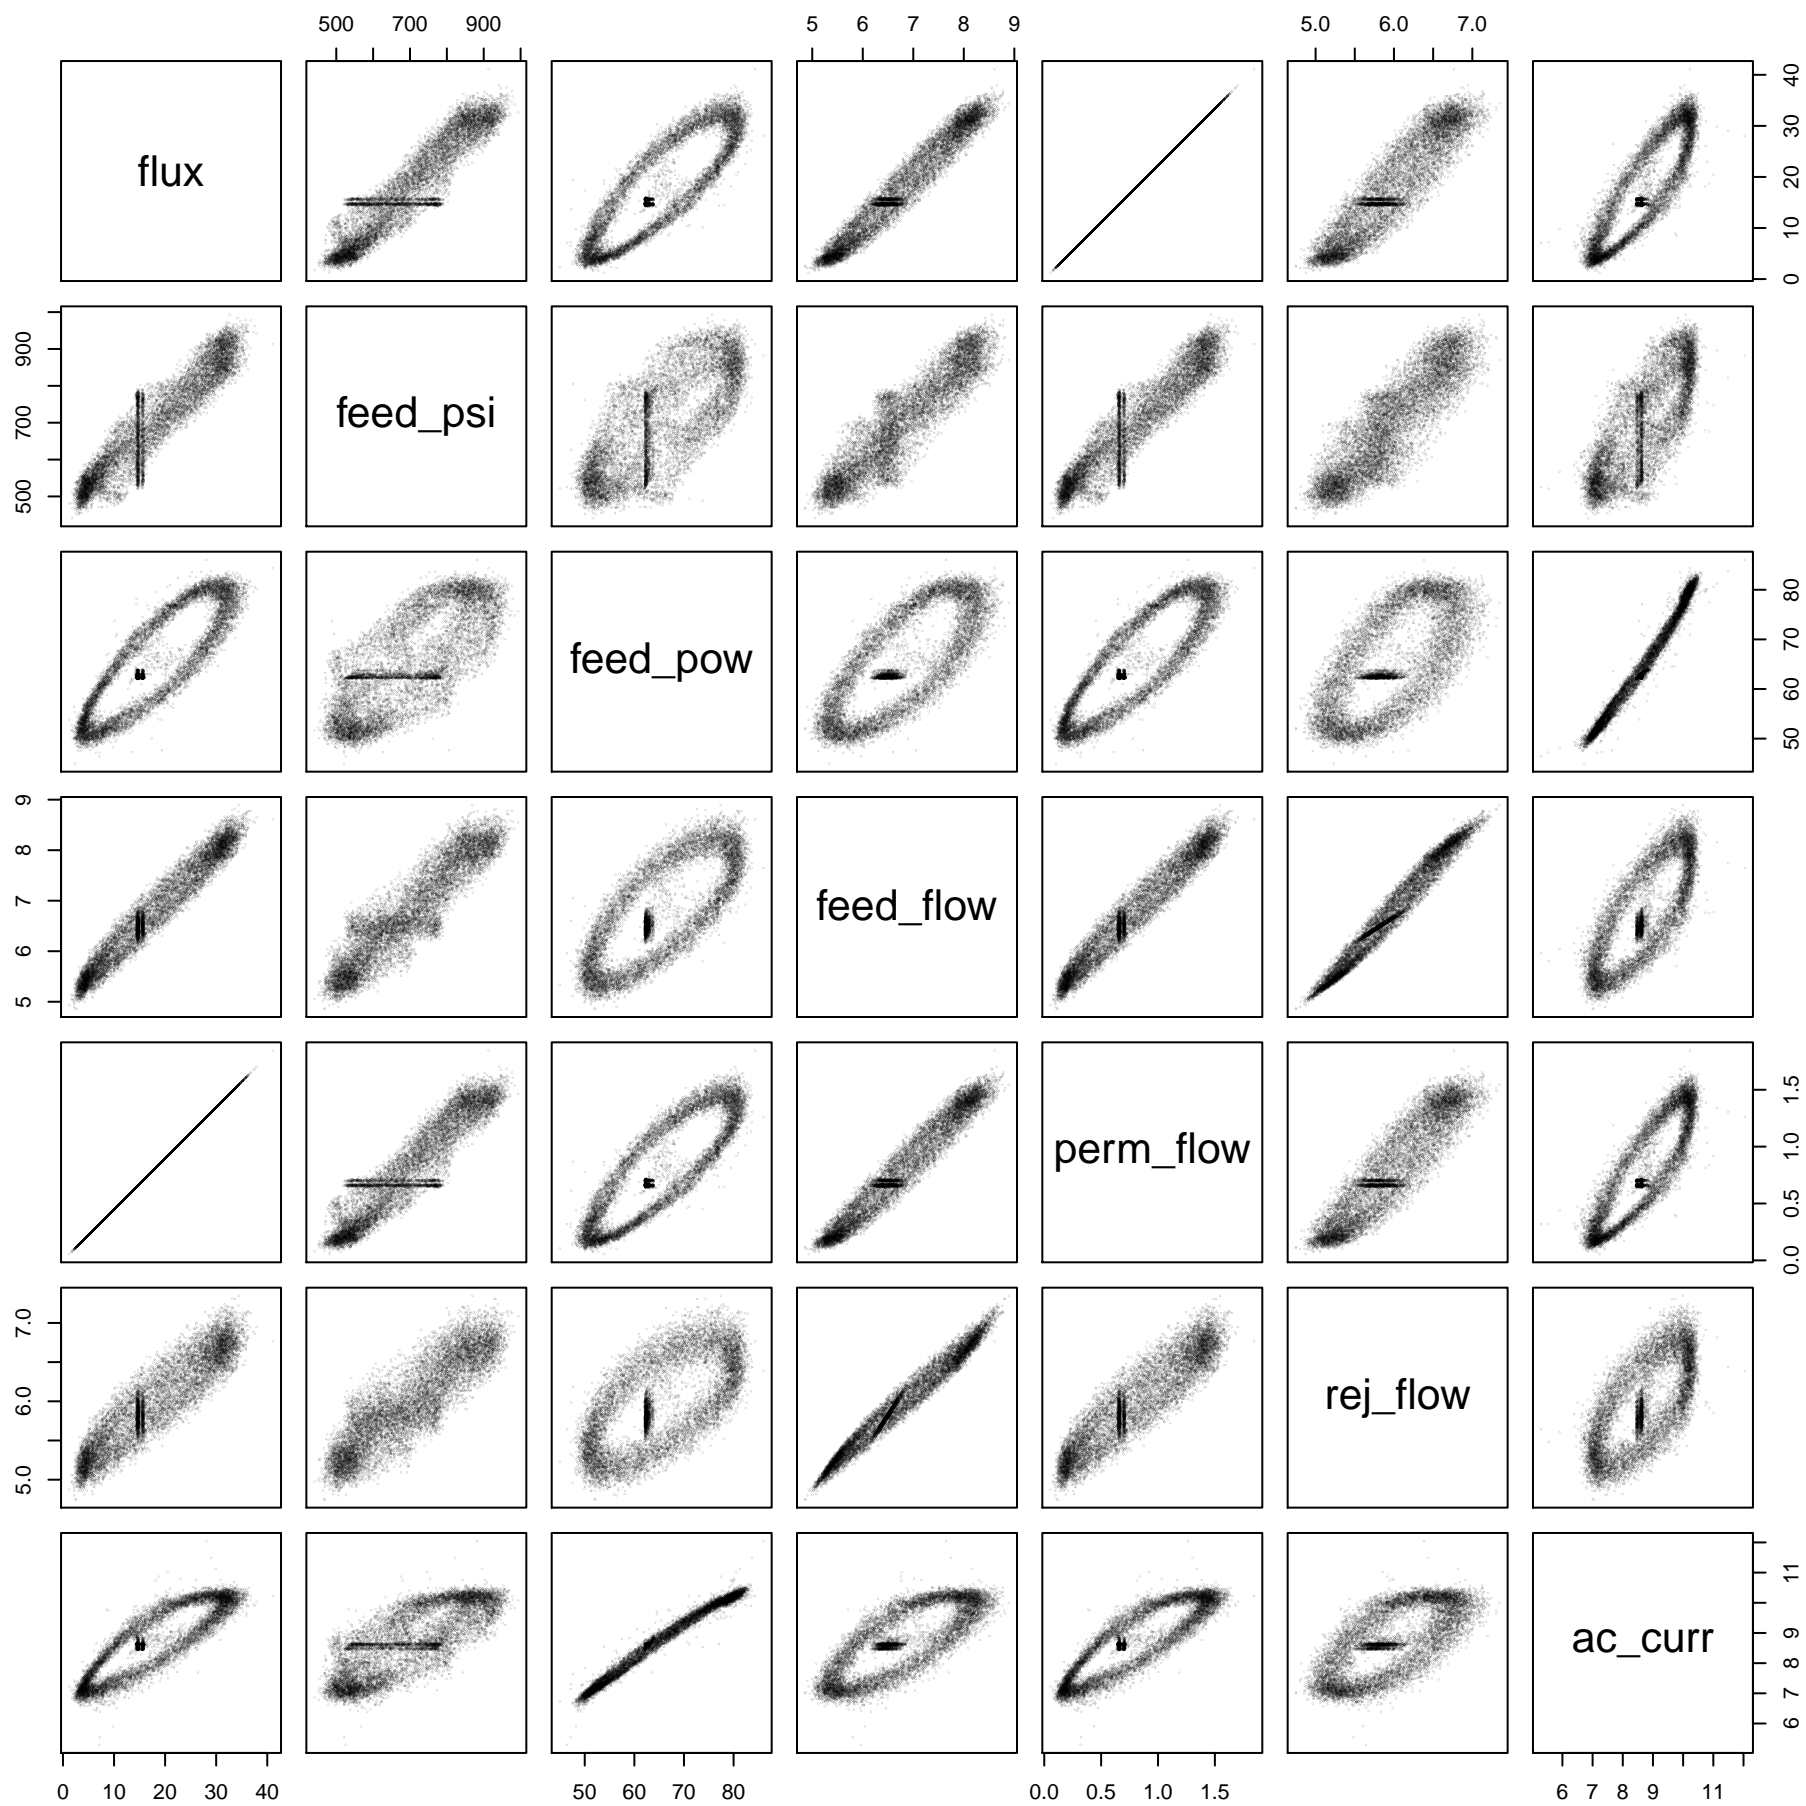 500 700 900 5 6 7 8 9 5.0 6.0 7.0
flux 0 10 20 30 40
500 700 900 feed_psi
feed_pow 50 60 70 80
5 6 7 8 9 feed_flow
perm_flow 0.0 0.5 1.0 1.5
5.0 6.0 7.0 rej_flow
ac_curr 6 7 8 9 11
0 10 20 30 40 50 60 70 80 0.0 0.5 1.0 1.5 6 7 8 9 11